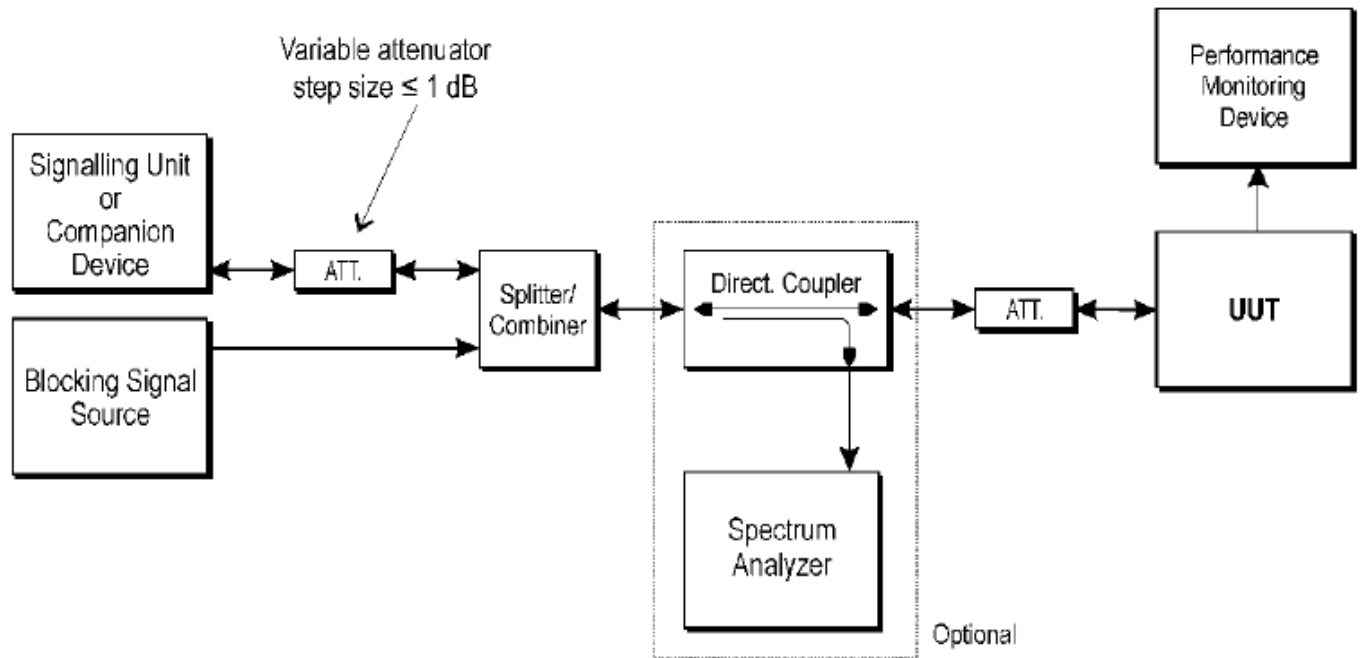 Variable attenuator
step size ≤ 1 dB
Performance
Monitoring
Device
Signalling Unit
or
Companion
Device
ATT.
Splitter/
Combiner
Direct. Coupler
ATT.
UUT
Blocking Signal
Source
Spectrum
Analyzer
Optional